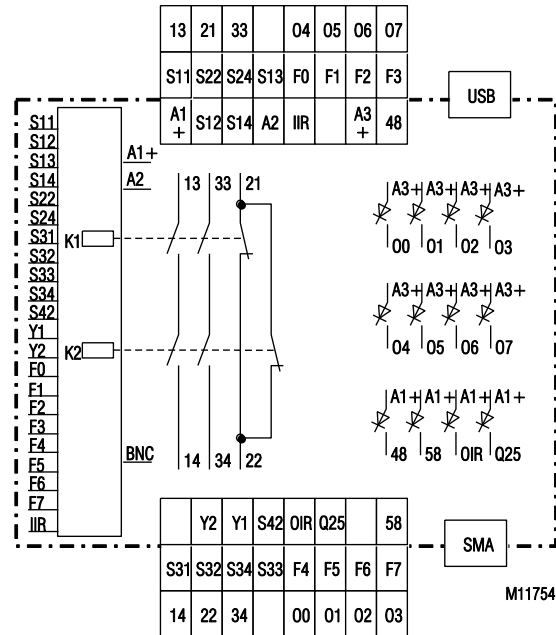 13 21 33 04 05 06 07
S11 S22 S24 S13 F0 F1 F2 F3
USB
A1+ S12 S14 A2 IIR A3+ 48
S11
S12
S13
S14
S22
S24
S31
S32
S33
S34
S42
Y1
Y2
F0
F1
F2
F3
F4
F5
F6
F7
IIR
A1+
A2
BNC
K1
K2
13 33 21
14 34 22
A3+ A3+ A3+ A3+
00 01 02 03
A3+ A3+ A3+ A3+
04 05 06 07
A1+ A1+ A1+ A1+
48 58 OIR Q25
Y2 Y1 S42 OIR Q25 58
SMA
S31 S32 S34 S33 F4 F5 F6 F7
14 22 34 00 01 02 03
M11754